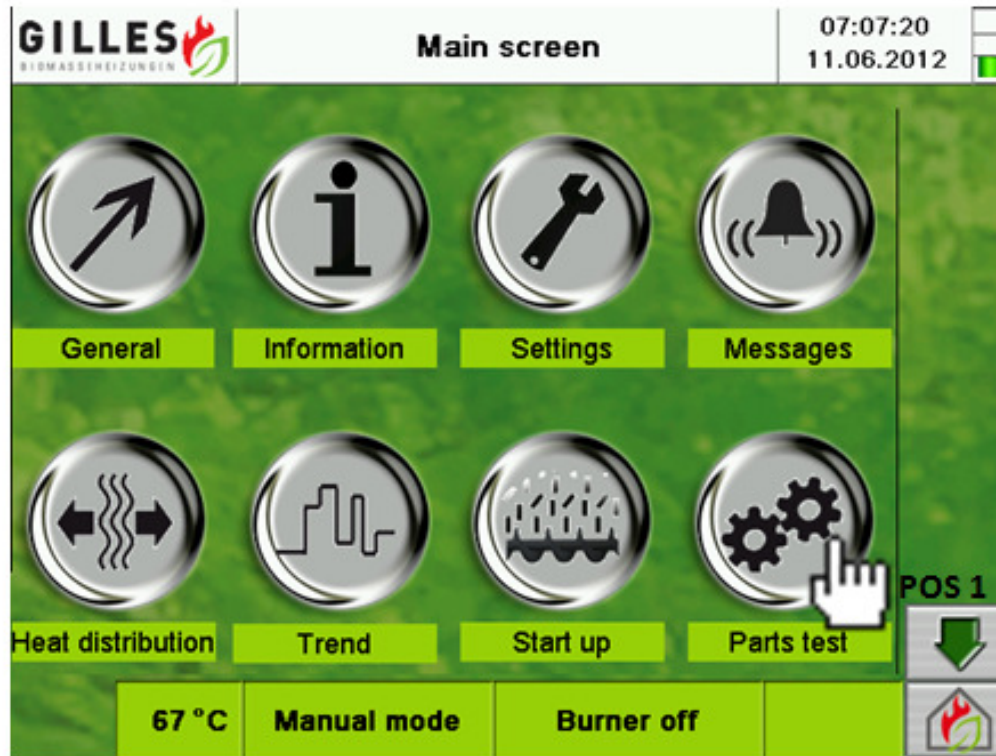 GILLES
BIOMASSEHEIZUNGEN
Main screen
07:07:20
11.06.2012
General
Information
Settings
Messages
Heat distribution
Trend
Start up
Parts test
POS 1
67 °C
Manual mode
Burner off